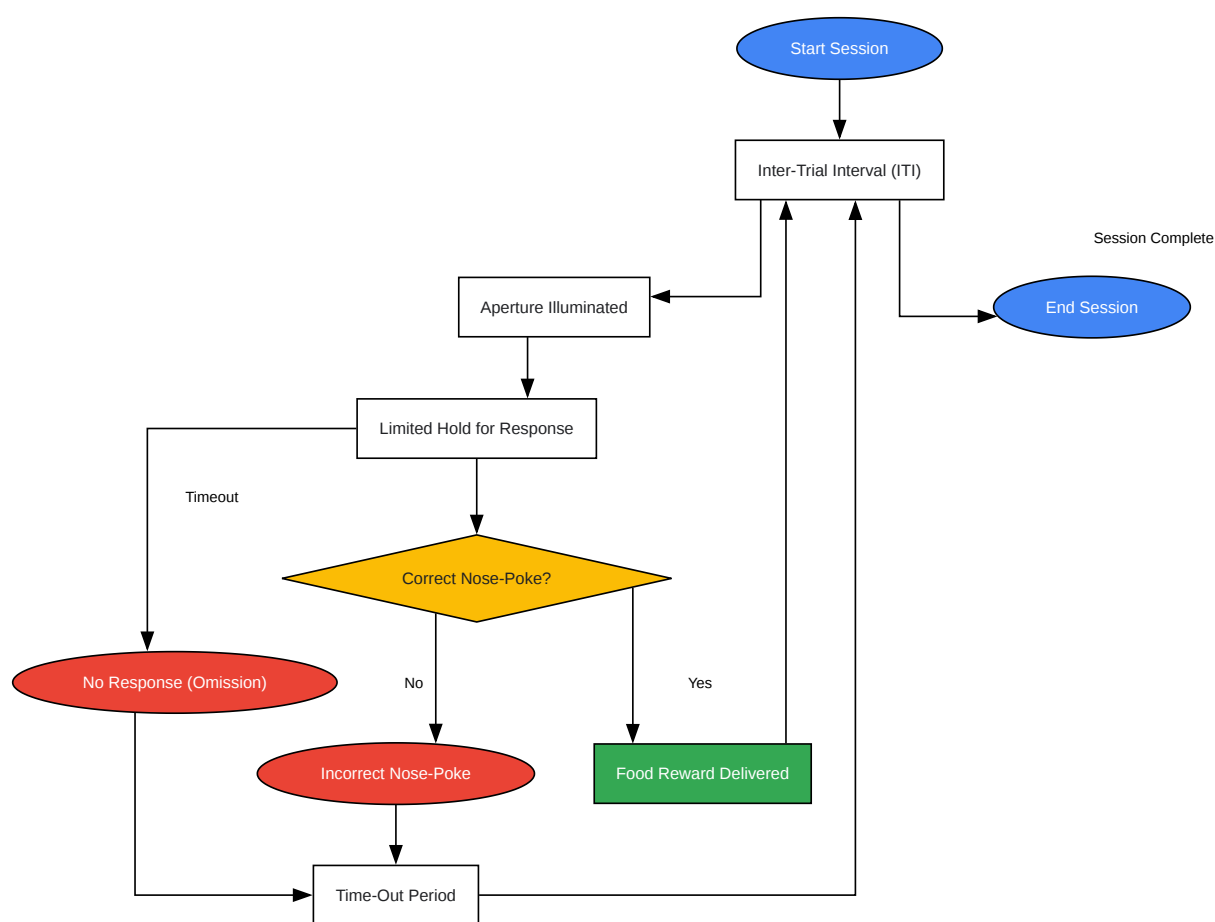 Start Session
Inter-Trial Interval (ITI)
Session Complete
Aperture Illuminated
End Session
Limited Hold for Response
Timeout
Correct Nose-Poke?
No Response (Omission)
No
Yes
Incorrect Nose-Poke
Food Reward Delivered
Time-Out Period